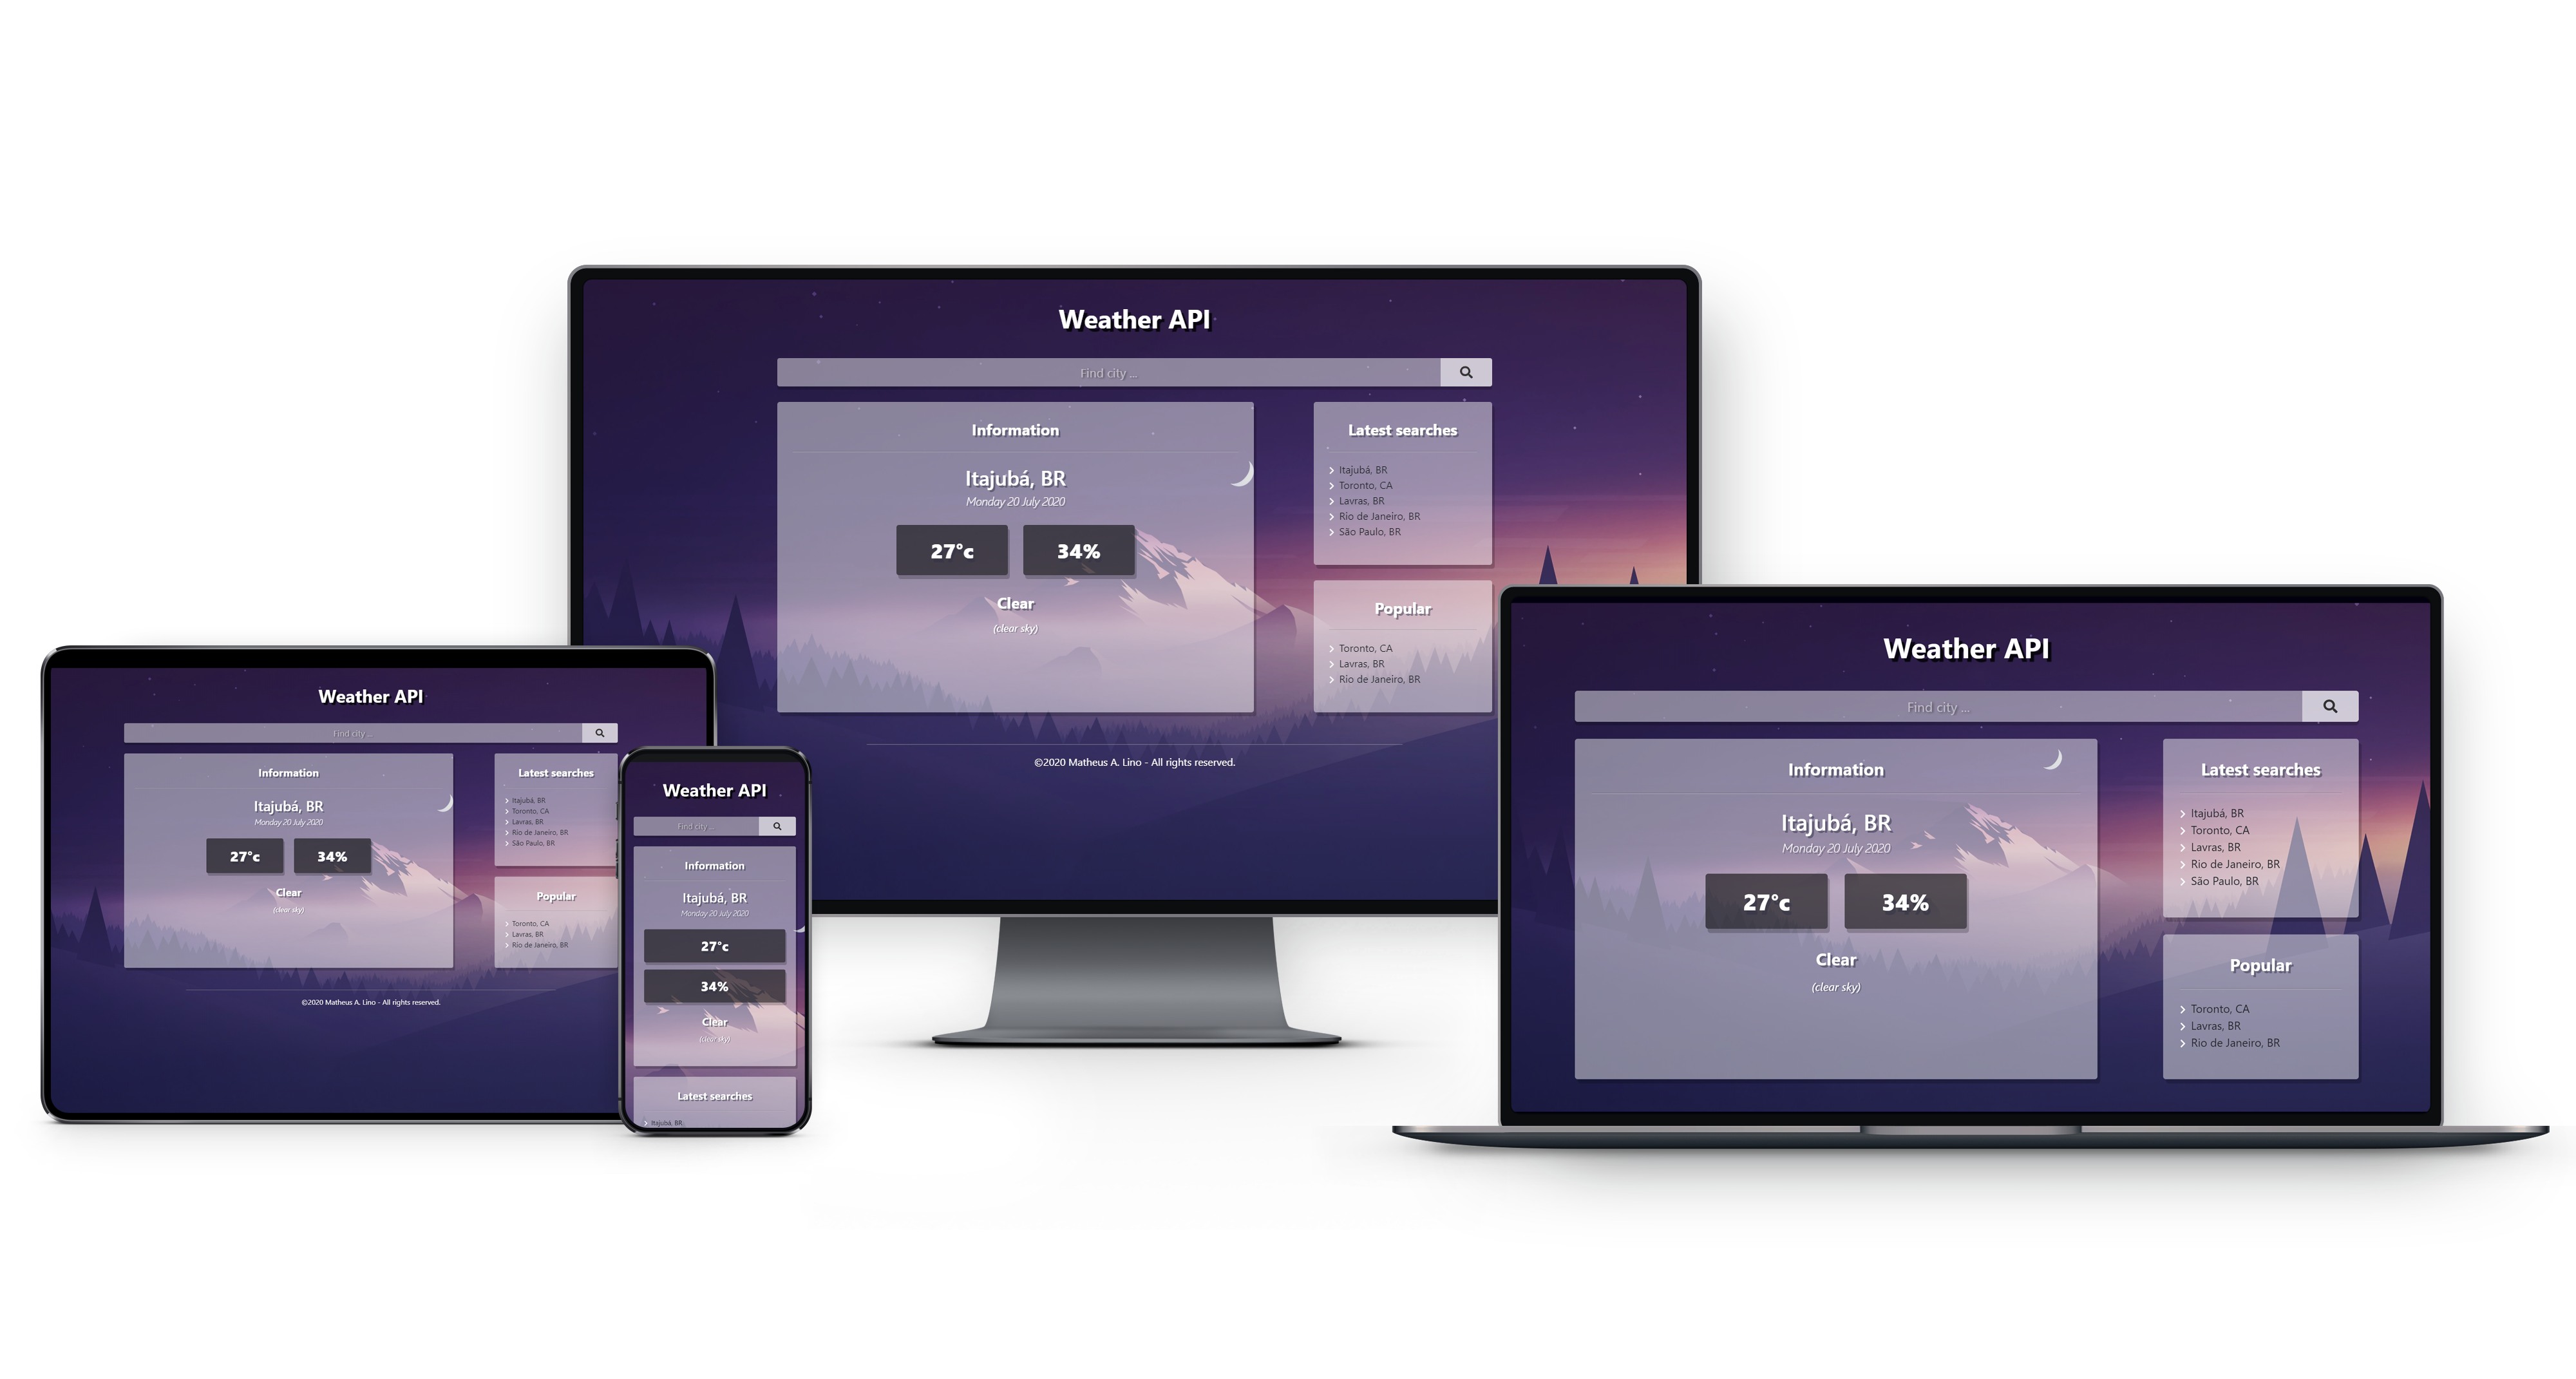 Weather API
Find city ...
Information
Itajubá, BR
Monday 20 July 2020
27°c 34%
Clear
(clear sky)
Latest searches
Itajubá, BR
Toronto, CA
Lavras, BR
Rio de Janeiro, BR
São Paulo, BR
Popular
Toronto, CA
Lavras, BR
Rio de Janeiro, BR
©2020 Matheus A. Lino - All rights reserved.
Weather API
Find city ...
Information
Itajubá, BR
Monday 20 July 2020
27°c 34%
Clear
(clear sky)
Latest searches
Itajubá, BR
Toronto, CA
Lavras, BR
Rio de Janeiro, BR
São Paulo, BR
Popular
Toronto, CA
Lavras, BR
Rio de Janeiro, BR
©2020 Matheus A. Lino - All rights reserved.
Weather API
Find city ...
Information
Itajubá, BR
Monday 20 July 2020
27°c
34%
Clear
(clear sky)
Latest searches
Itajubá, BR
Weather API
Find city ...
Information
Itajubá, BR
Monday 20 July 2020
27°c 34%
Clear
(clear sky)
Latest searches
Itajubá, BR
Toronto, CA
Lavras, BR
Rio de Janeiro, BR
São Paulo, BR
Popular
Toronto, CA
Lavras, BR
Rio de Janeiro, BR